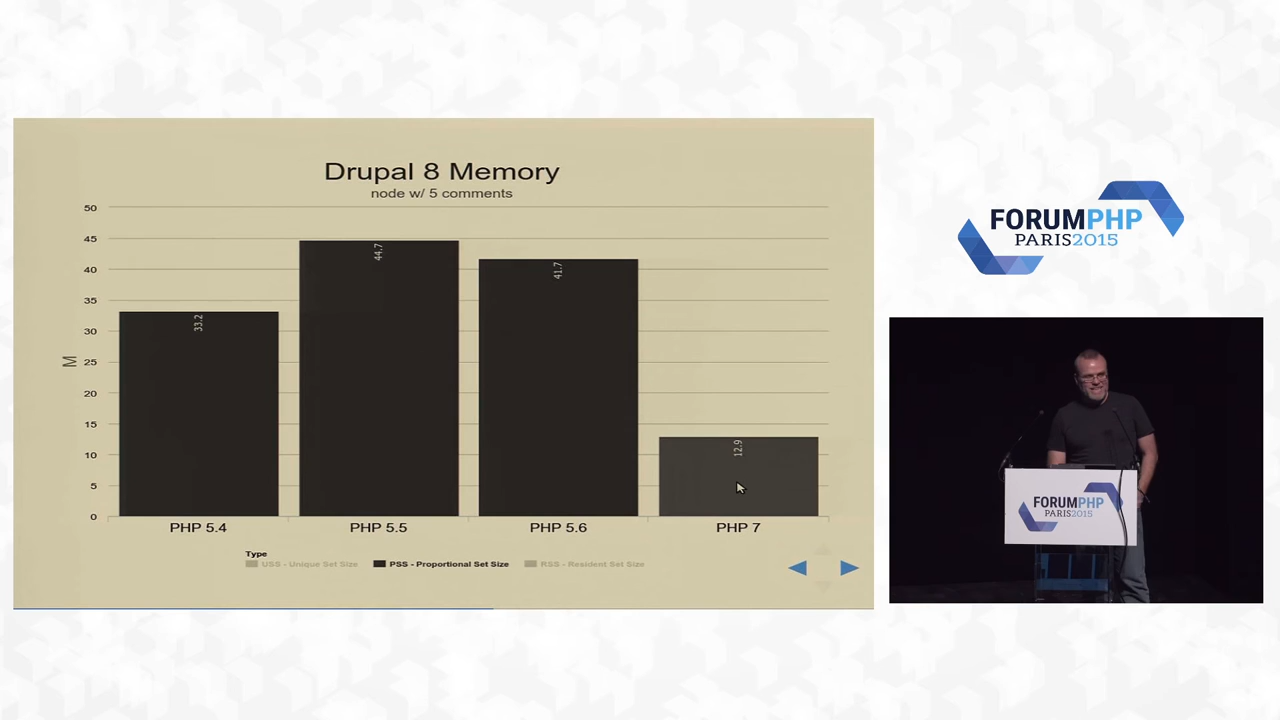 Drupal 8 Memory
node w/ 5 comments
50
45
40
35
30
25
20
15
10
5
0
M
33.2
44.7
41.7
12.9
PHP 5.4
PHP 5.5
PHP 5.6
PHP 7
Type
USS - Unique Set Size
PSS - Proportional Set Size
RSS - Resident Set Size
FORUMPHP
PARIS2015
FORUMPHP
PARIS2015